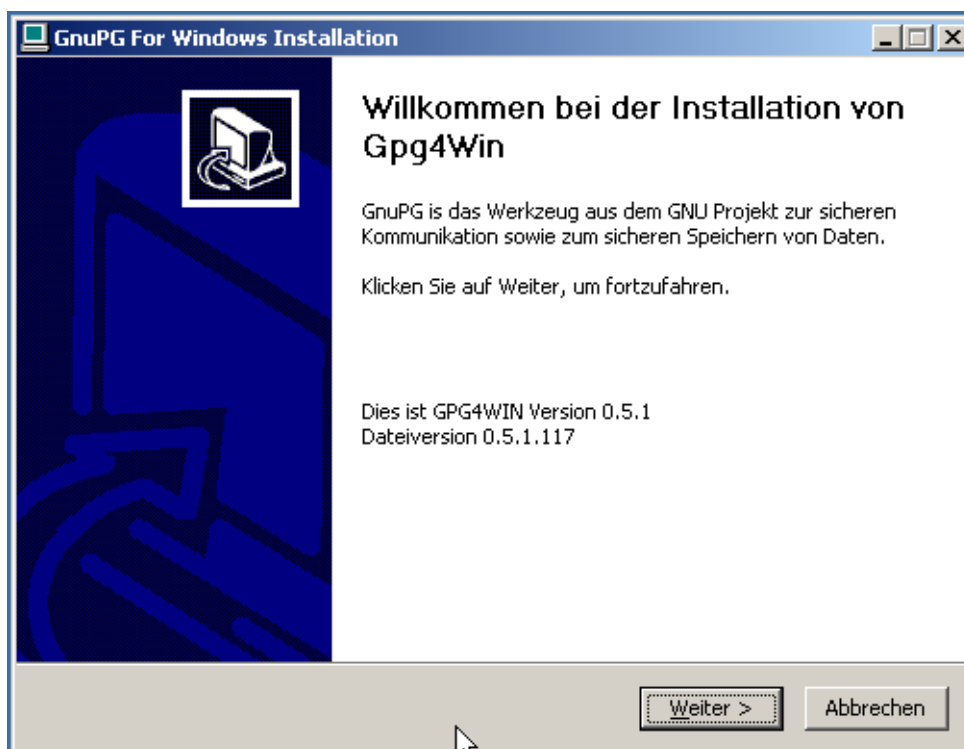 GnuPG For Windows Installation
Willkommen bei der Installation von
Gpg4Win
GnuPG is das Werkzeug aus dem GNU Projekt zur sicheren
Kommunikation sowie zum sicheren Speichern von Daten.
Klicken Sie auf Weiter, um fortzufahren.
Dies ist GPG4WIN Version 0.5.1
Dateiversion 0.5.1.117
Weiter >
Abbrechen